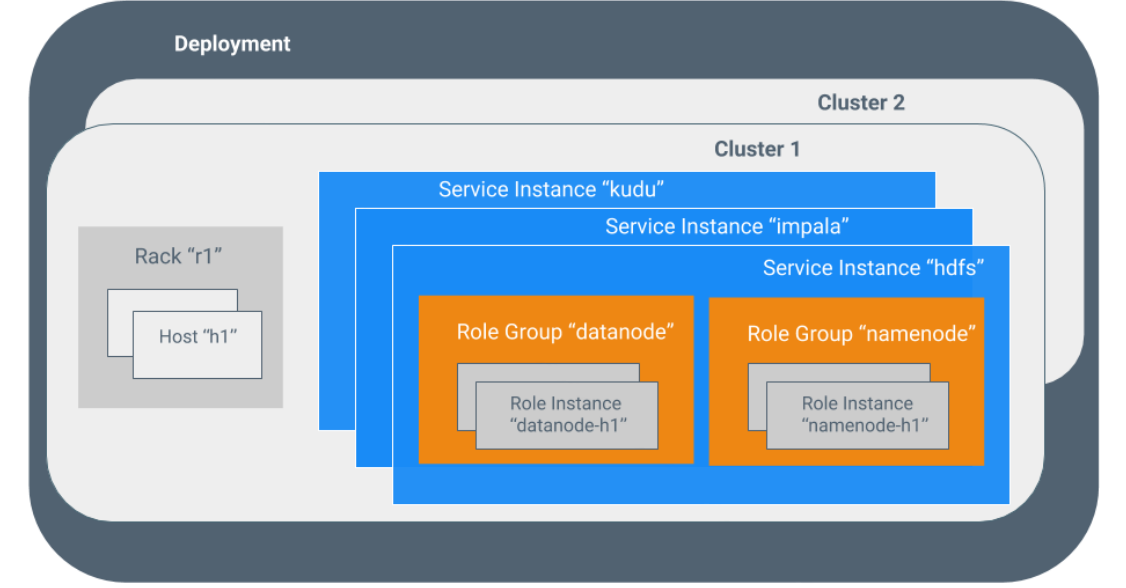 Deployment
Cluster 2
Cluster 1
Service Instance “kudu”
Service Instance “impala”
Service Instance “hdfs”
Rack “r1”
Host “h1”
Role Group “datanode”
Role Instance
“datanode-h1”
Role Group “namenode”
Role Instance
“namenode-h1”